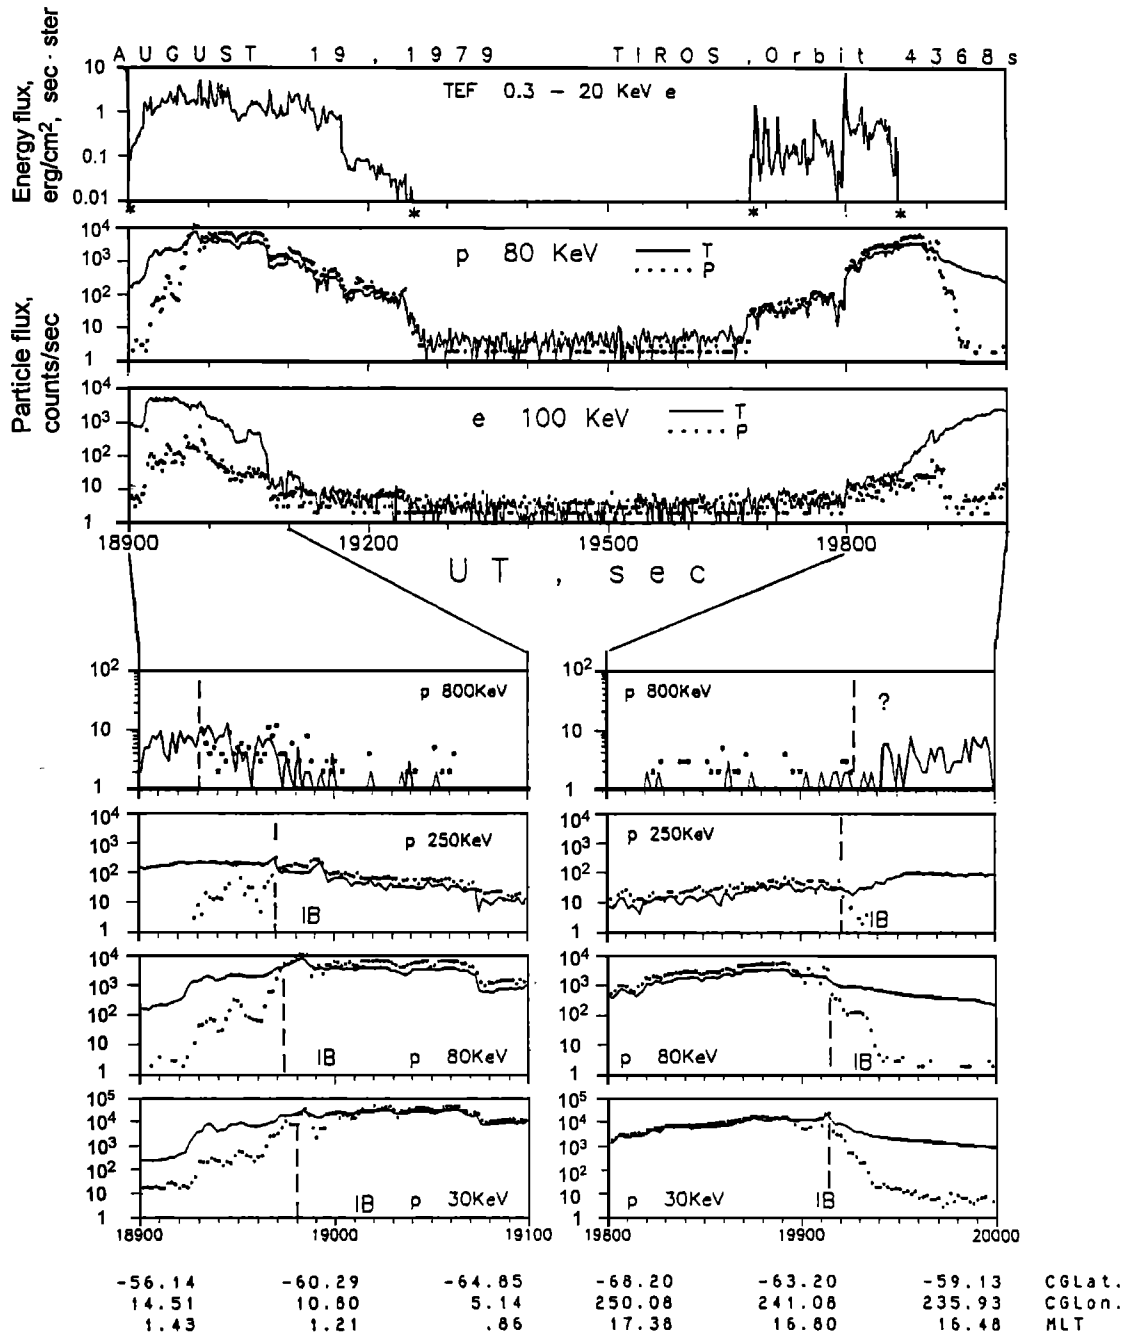 AUGUST 19, 1979 TIROS, Orbit 4368s
Energy flux,
erg/cm², sec · ster
10
1
0.1
0.01
TEF 0.3 – 20 KeV e
* * * *
Particle flux,
counts/sec
10⁴
10³
10²
10
1
p 80 KeV
T
P
10⁴
10³
10²
10
1
e 100 KeV
T
P
18900 19200 19500 19800
UT, sec
10²
10
1
p 800KeV
10²
10
1
p 800KeV
?
10⁴
10³
10²
10
1
p 250KeV
IB
10⁴
10³
10²
10
1
p 250KeV
IB
10⁴
10³
10²
10
1
IB p 80KeV
10⁴
10³
10²
10
1
p 80KeV IB
10⁵
10⁴
10³
10²
10
1
IB p 30KeV
10⁵
10⁴
10³
10²
10
1
p 30KeV IB
18900 19000 19100 19800 19900 20000
-56.14 -60.29 -64.85 -68.20 -63.20 -59.13 CGLat.
14.51 10.80 5.14 250.08 241.08 235.93 CGLon.
1.43 1.21 .86 17.38 16.80 16.48 MLT